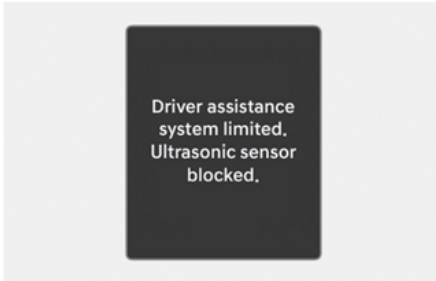 Driver assistance
system limited.
Ultrasonic sensor
blocked.